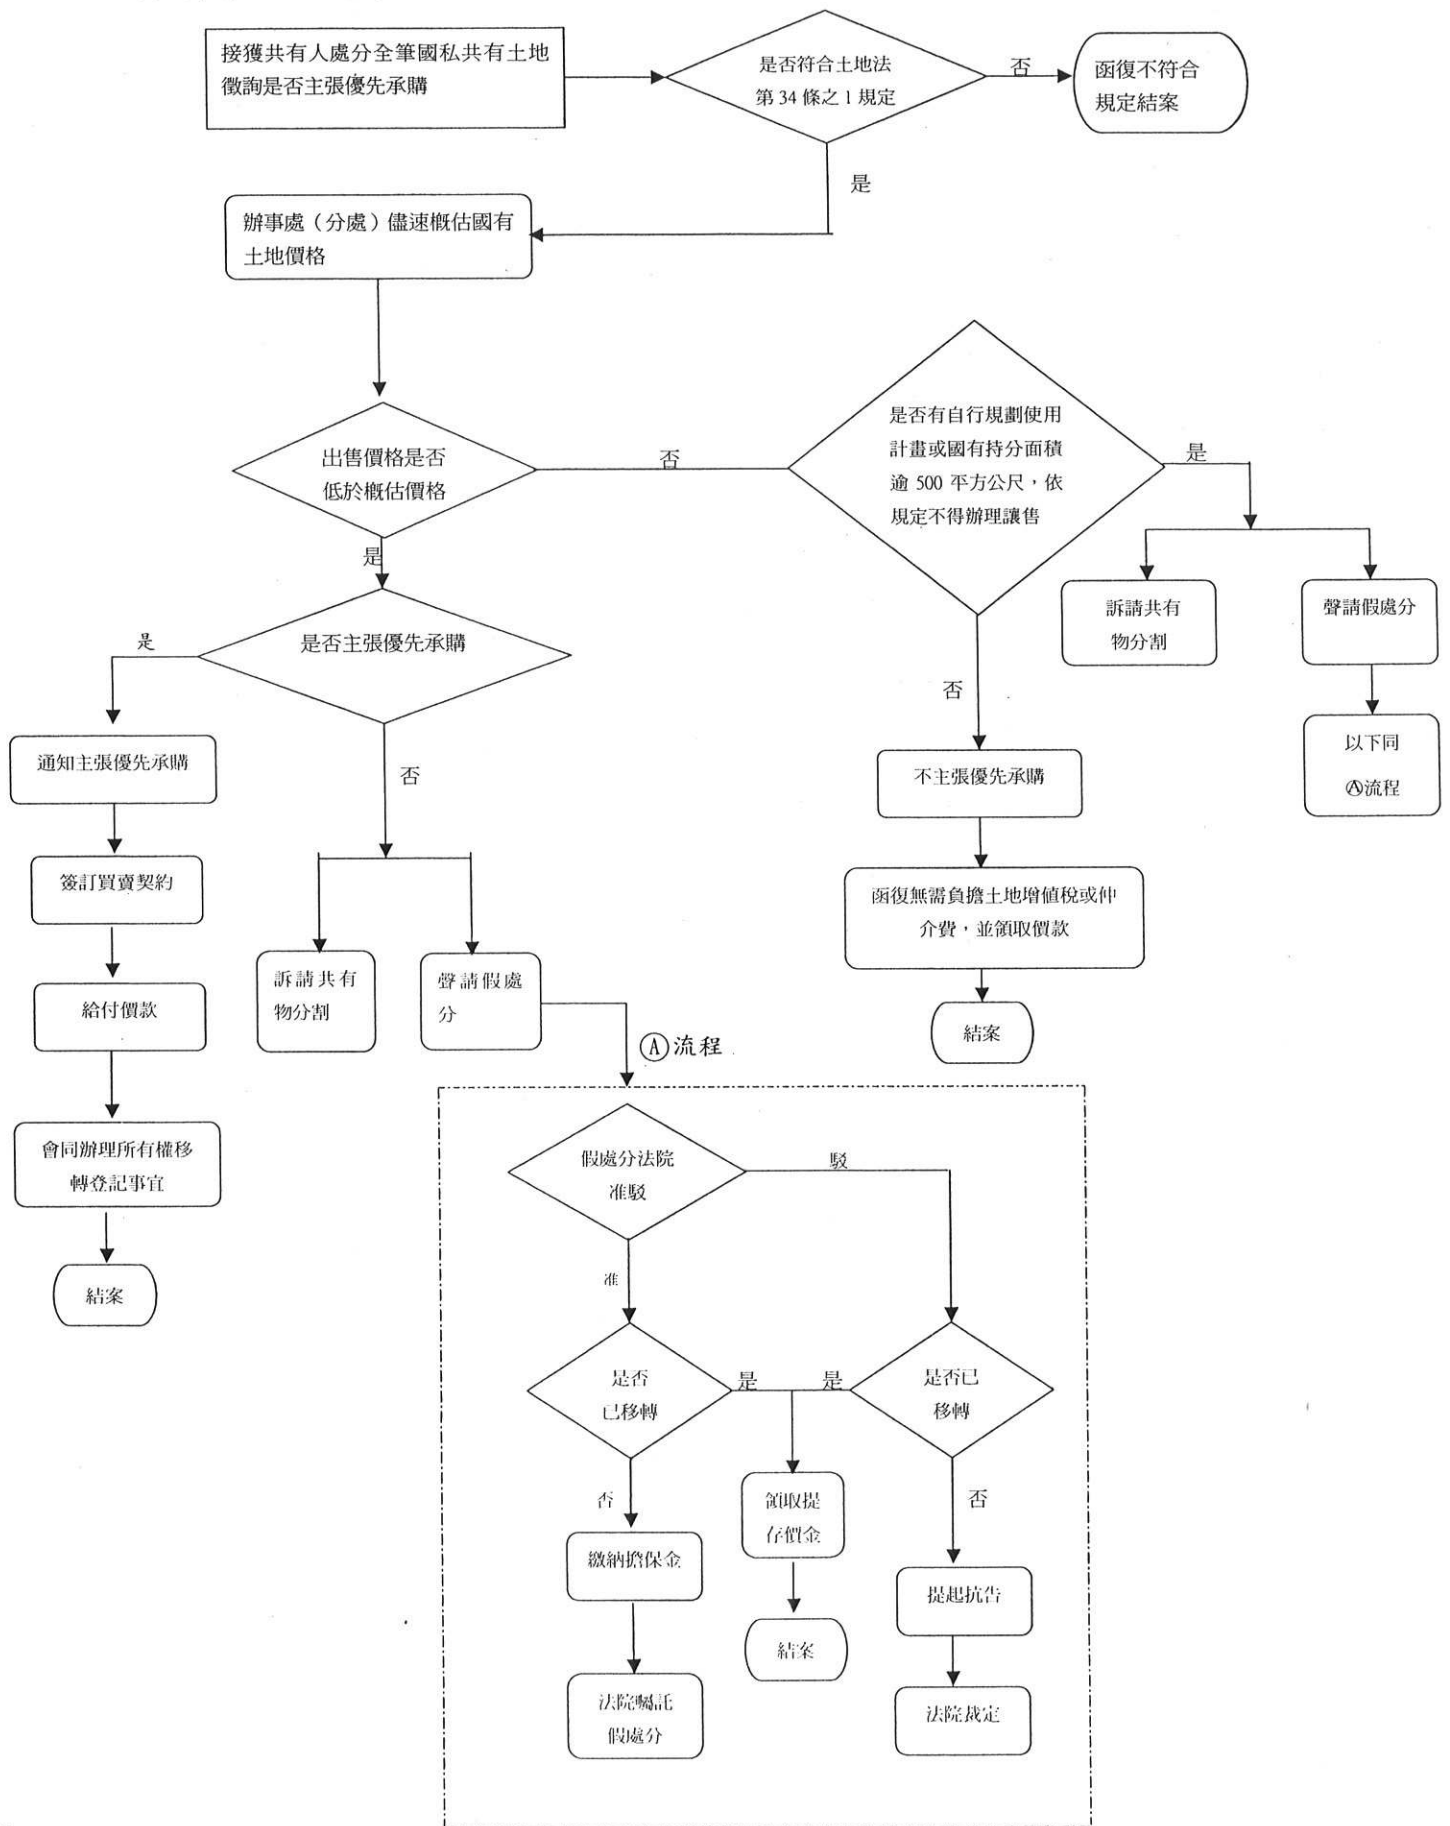 接獲共有人處分全筆國私共有土地
徵詢是否主張優先承購
是否符合土地法
第 34 條之 1 規定
否
函復不符合
規定結案
是
辦事處（分處）儘速概估國有
土地價格
出售價格是否
低於概估價格
否
是否有自行規劃使用
計畫或國有持分面積
逾 500 平方公尺，依
規定不得辦理讓售
是
訴請共有
物分割
聲請假處分
以下同
Ⓐ流程
是
是否主張優先承購
是
否
否
通知主張優先承購
簽訂買賣契約
給付價款
會同辦理所有權移
轉登記事宜
結案
不主張優先承購
函復無需負擔土地增值稅或仲
介費，並領取價款
結案
訴請共有
物分割
聲請假處
分
Ⓐ流程
假處分法院
准駁
駁
准
是否
已移轉
是
是
是否已
移轉
否
領取提
存價金
否
繳納擔保金
結案
提起抗告
法院囑託
假處分
法院裁定